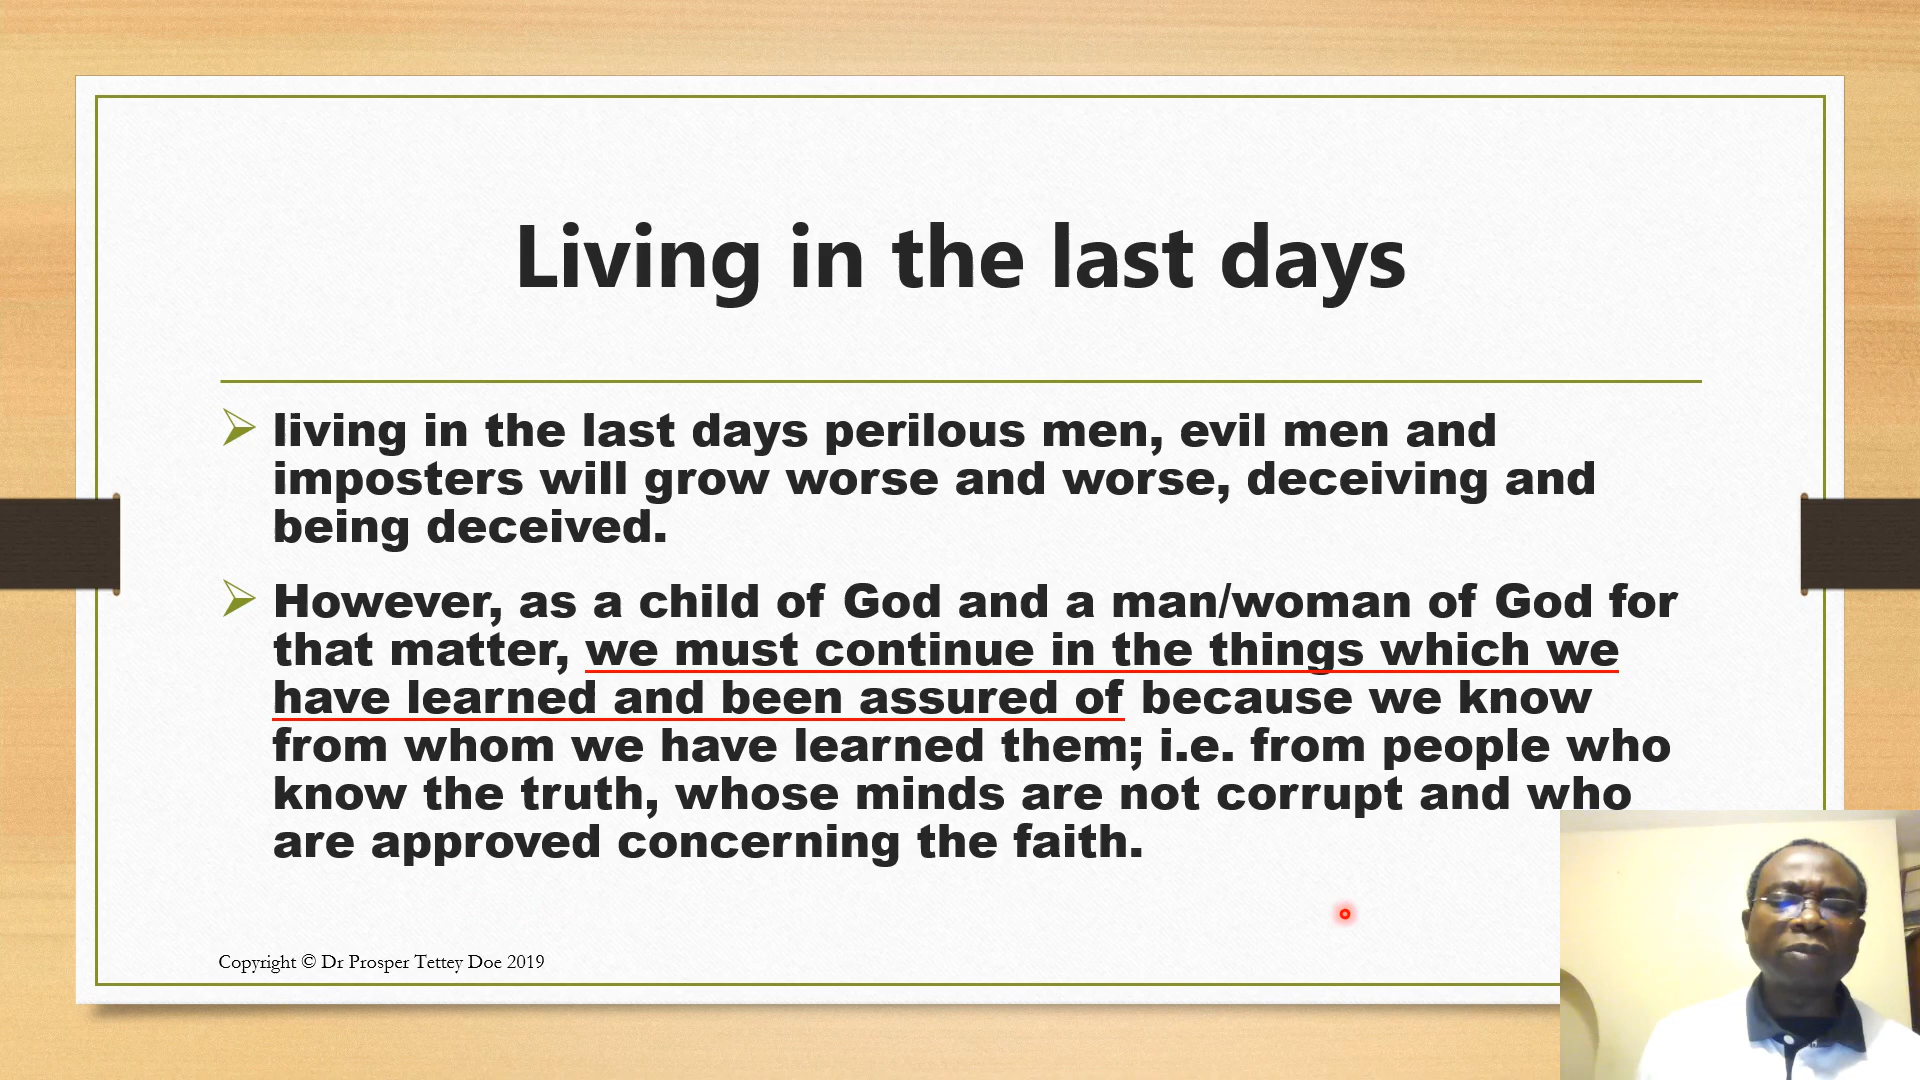 Living in the last days
living in the last days perilous men, evil men and
imposters will grow worse and worse, deceiving and
being deceived.
However, as a child of God and a man/woman of God for
that matter, we must continue in the things which we
have learned and been assured of because we know
from whom we have learned them; i.e. from people who
know the truth, whose minds are not corrupt and who
are approved concerning the faith.
Copyright © Dr Prosper Tettey Doe 2019